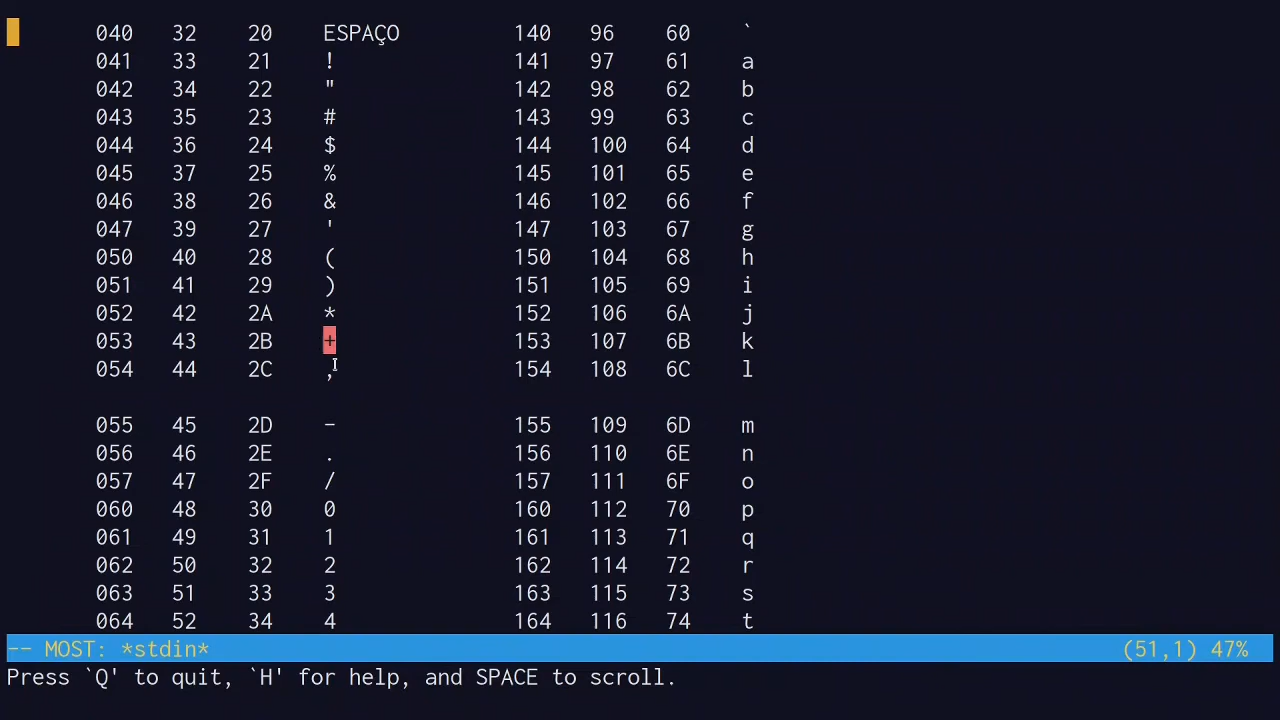 040 32 20 ESPAÇO 140 96 60 `
041 33 21 ! 141 97 61 a
042 34 22 " 142 98 62 b
043 35 23 # 143 99 63 c
044 36 24 $ 144 100 64 d
045 37 25 % 145 101 65 e
046 38 26 & 146 102 66 f
047 39 27 ' 147 103 67 g
050 40 28 ( 150 104 68 h
051 41 29 ) 151 105 69 i
052 42 2A * 152 106 6A j
053 43 2B + 153 107 6B k
054 44 2C , 154 108 6C l
055 45 2D - 155 109 6D m
056 46 2E . 156 110 6E n
057 47 2F / 157 111 6F o
060 48 30 0 160 112 70 p
061 49 31 1 161 113 71 q
062 50 32 2 162 114 72 r
063 51 33 3 163 115 73 s
064 52 34 4 164 116 74 t
-- MOST: *stdin* (51,1) 47%
Press `Q' to quit, `H' for help, and SPACE to scroll.